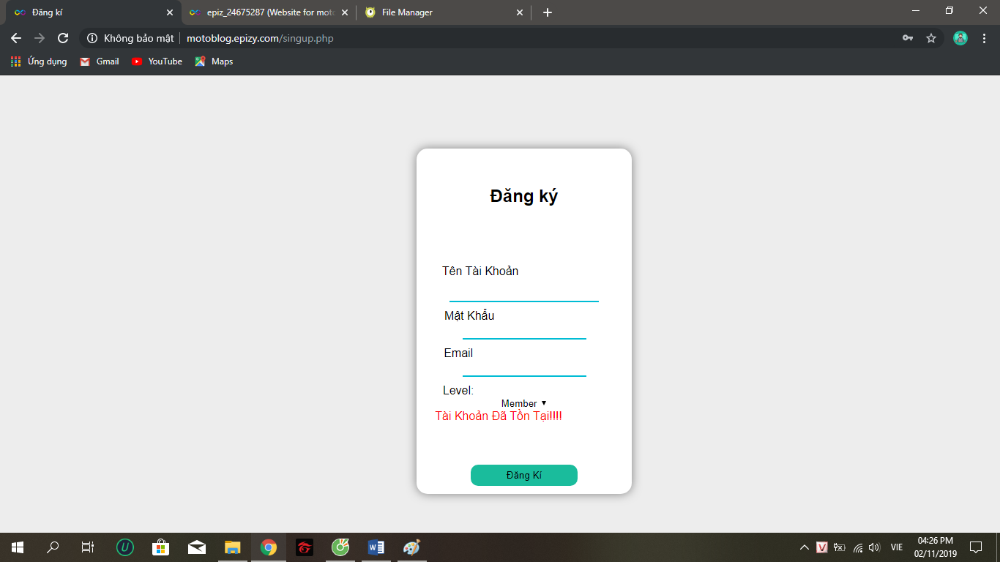 Đăng kí
epiz_24675287 (Website for moto
File Manager
Không bảo mật
motoblog.epizy.com/singup.php
Ứng dụng
Gmail
YouTube
Maps
Đăng ký
Tên Tài Khoản
Mật Khẩu
Email
Level:
Member
Tài Khoản Đã Tồn Tại!!!!
Đăng Kí
VIE
04:26 PM
02/11/2019